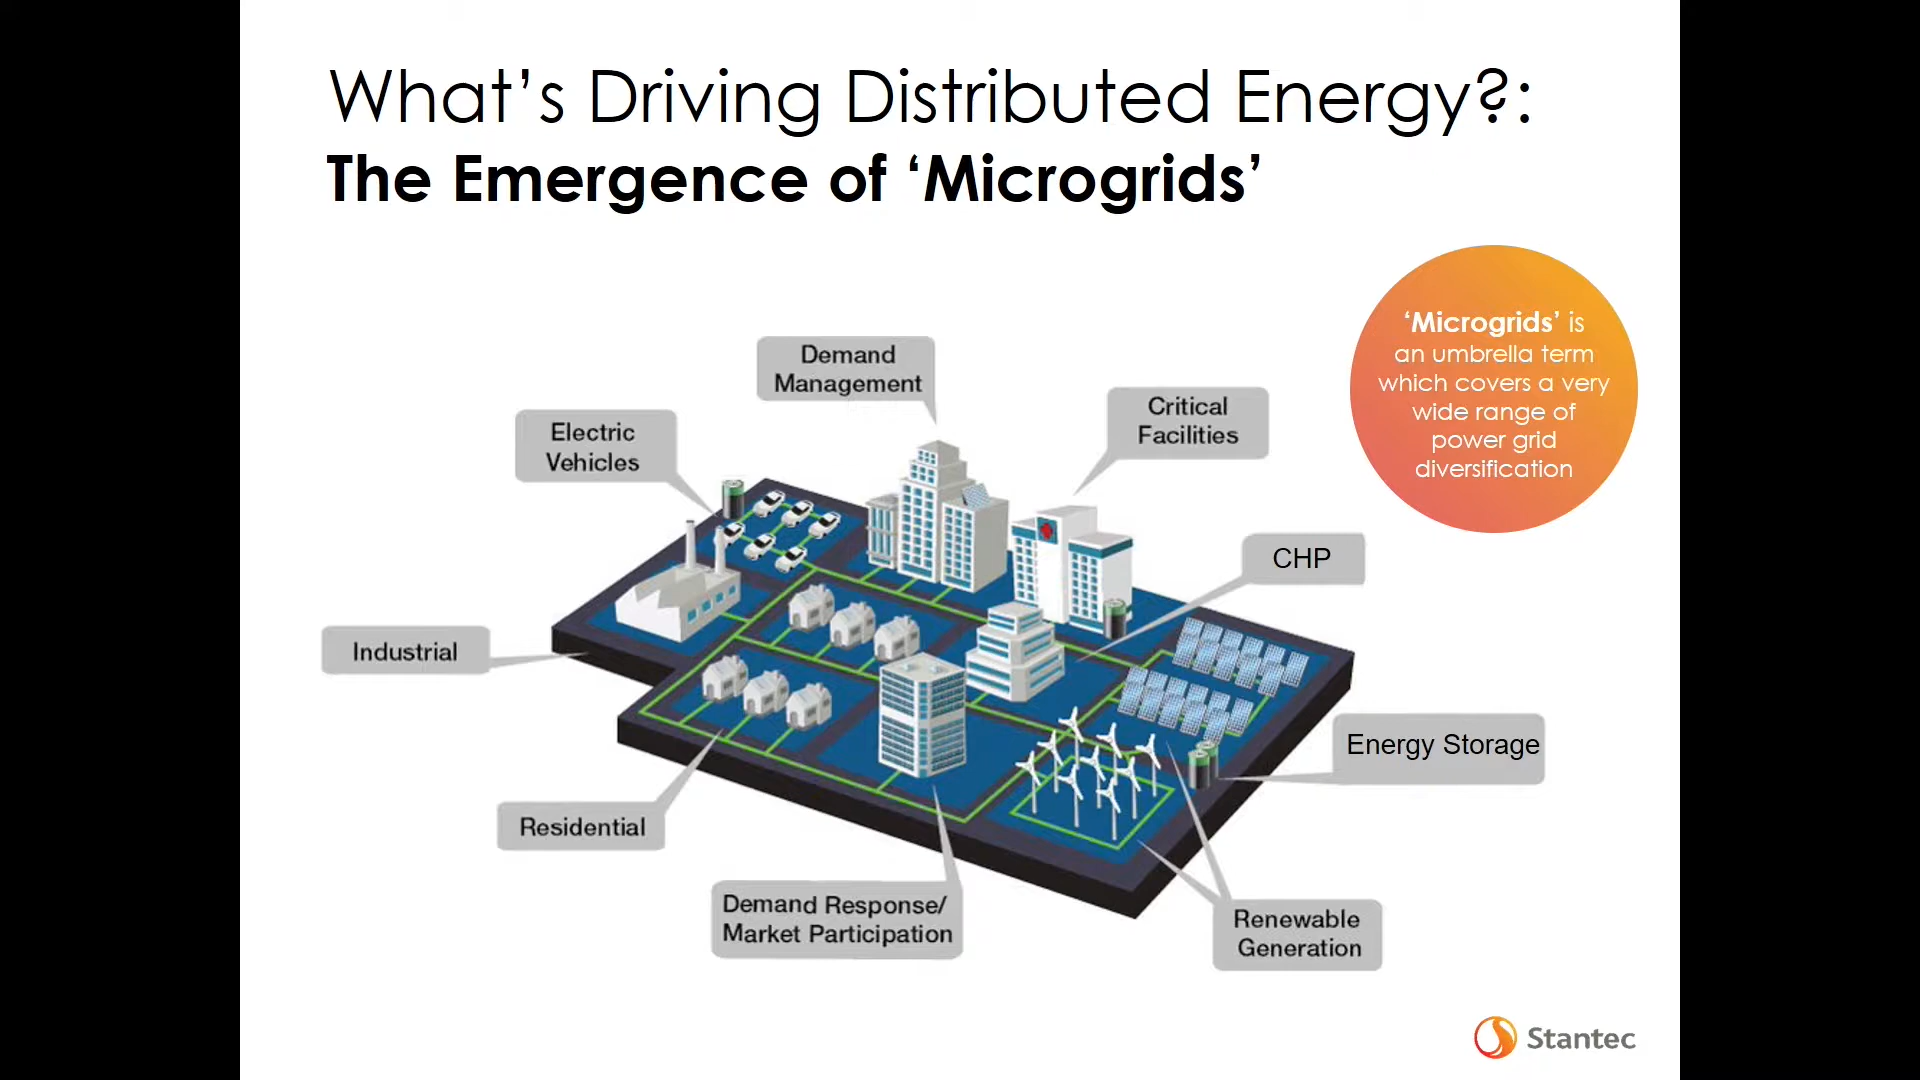 What’s Driving Distributed Energy?:
The Emergence of ‘Microgrids’
‘Microgrids’ is
an umbrella term
which covers a very
wide range of
power grid
diversification
Demand
Management
Critical
Facilities
Electric
Vehicles
CHP
Industrial
Energy Storage
Residential
Demand Response/
Market Participation
Renewable
Generation
Stantec